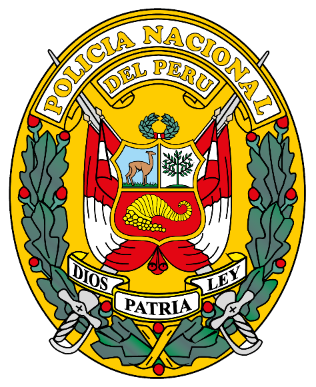 POLICIA NACIONAL
DEL PERU
DIOS
PATRIA
LEY